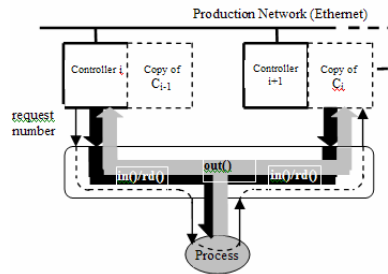 Production Network (Ethernet)
Controller i
Copy of
Ci-1
Controller
i+1
Copy of
Ci
request
number
out()
in()/rd()
in()/rd()
Process